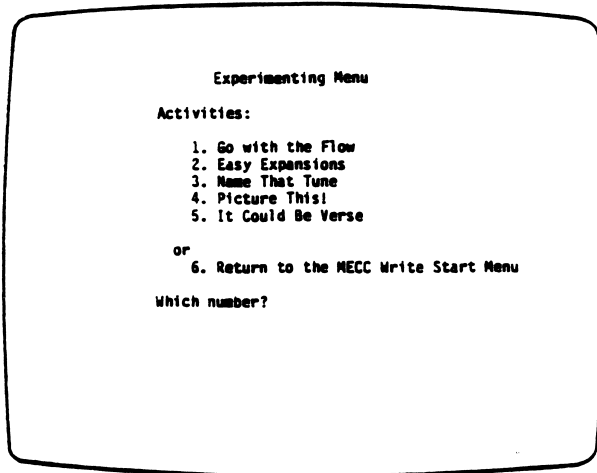 Experimenting Menu
Activities:
1. Go with the Flow
2. Easy Expansions
3. Name That Tune
4. Picture This!
5. It Could Be Verse
or
6. Return to the MECC Write Start Menu
Which number?